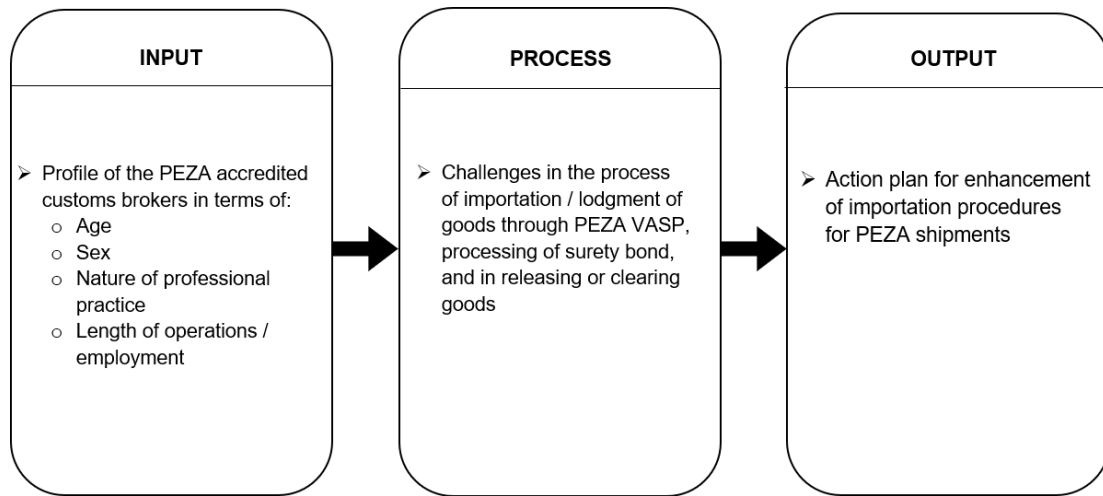 INPUT
➢ Profile of the PEZA accredited
customs brokers in terms of:
o Age
o Sex
o Nature of professional
practice
o Length of operations /
employment
PROCESS
➢ Challenges in the process
of importation / lodgment of
goods through PEZA VASP,
processing of surety bond,
and in releasing or clearing
goods
OUTPUT
➢ Action plan for enhancement
of importation procedures
for PEZA shipments